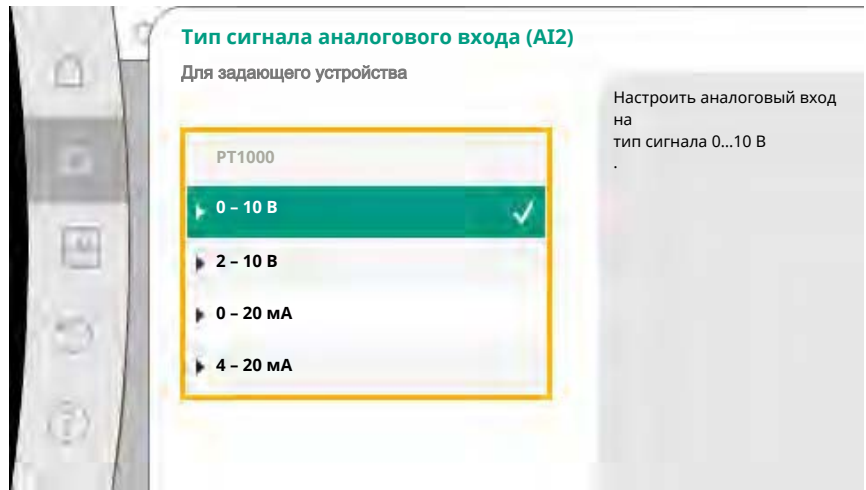 Тип сигнала аналогового входа (AI2)
Для задающего устройства
PT1000
0 – 10 В
2 – 10 В
0 – 20 мА
4 – 20 мА
Настроить аналоговый вход
на
тип сигнала 0...10 В
.